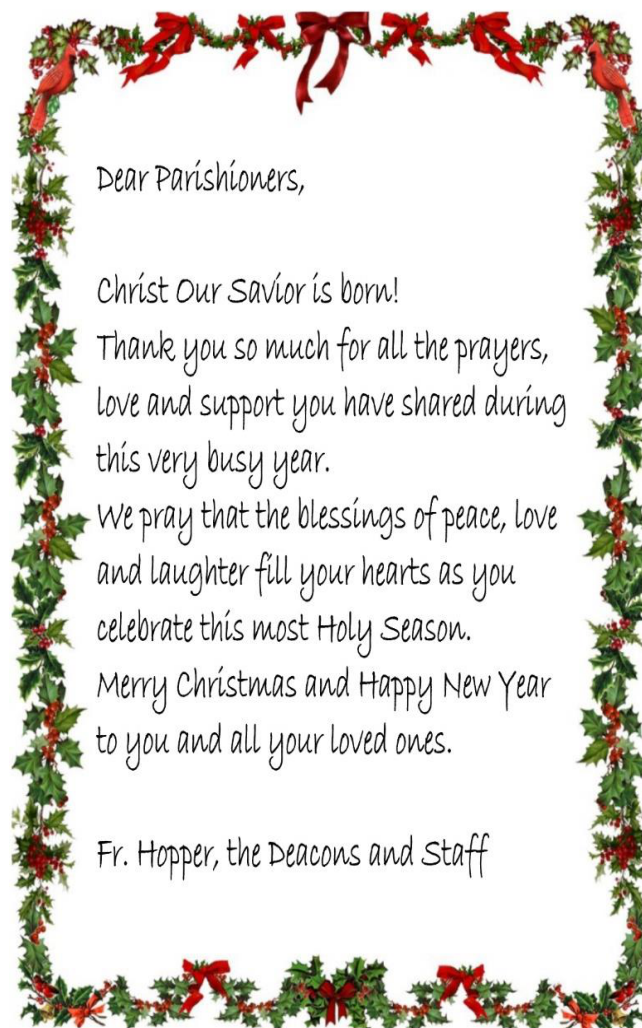 Dear Parishioners,
Christ Our Savior is born!
Thank you so much for all the prayers,
love and support you have shared during
this very busy year.
We pray that the blessings of peace, love
and laughter fill your hearts as you
celebrate this most Holy Season.
Merry Christmas and Happy New Year
to you and all your loved ones.
Fr. Hopper, the Deacons and Staff